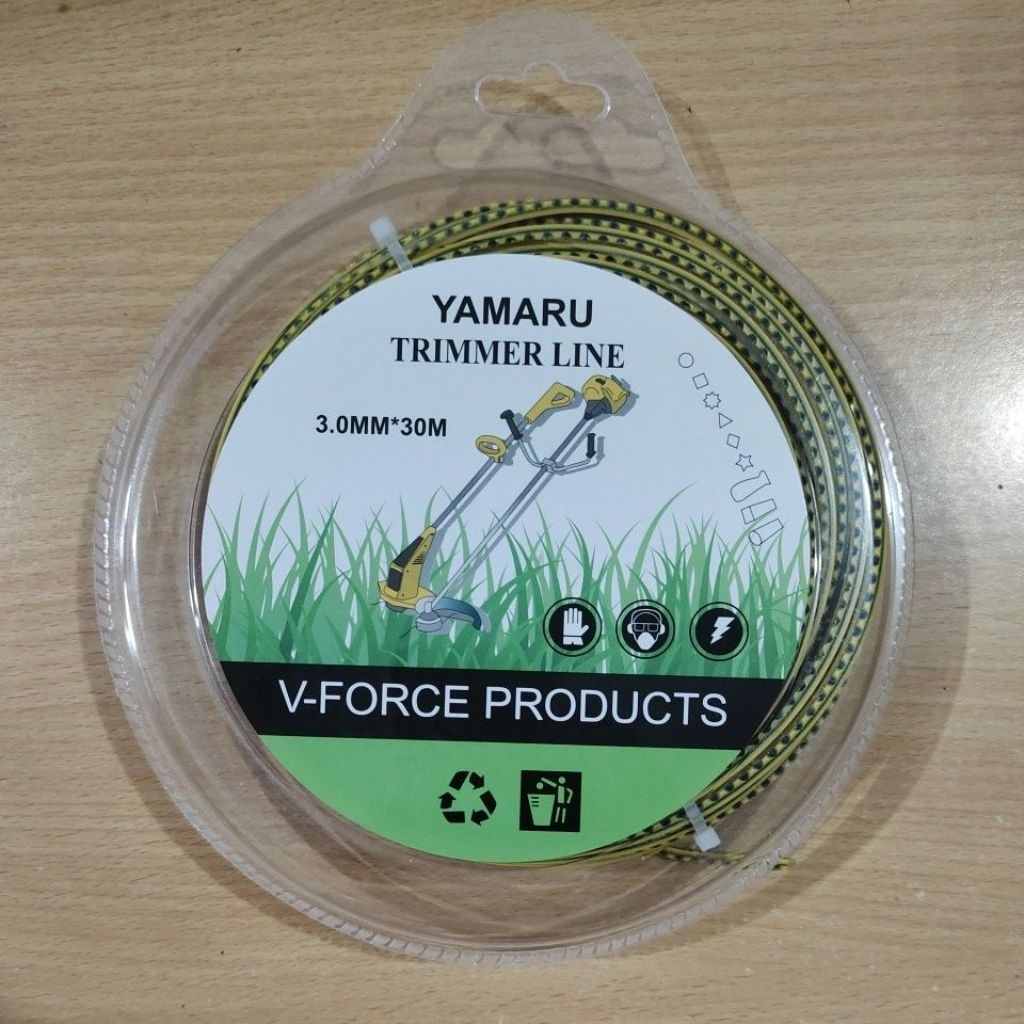 YAMARU
TRIMMER LINE
3.0MM*30M
V-FORCE PRODUCTS